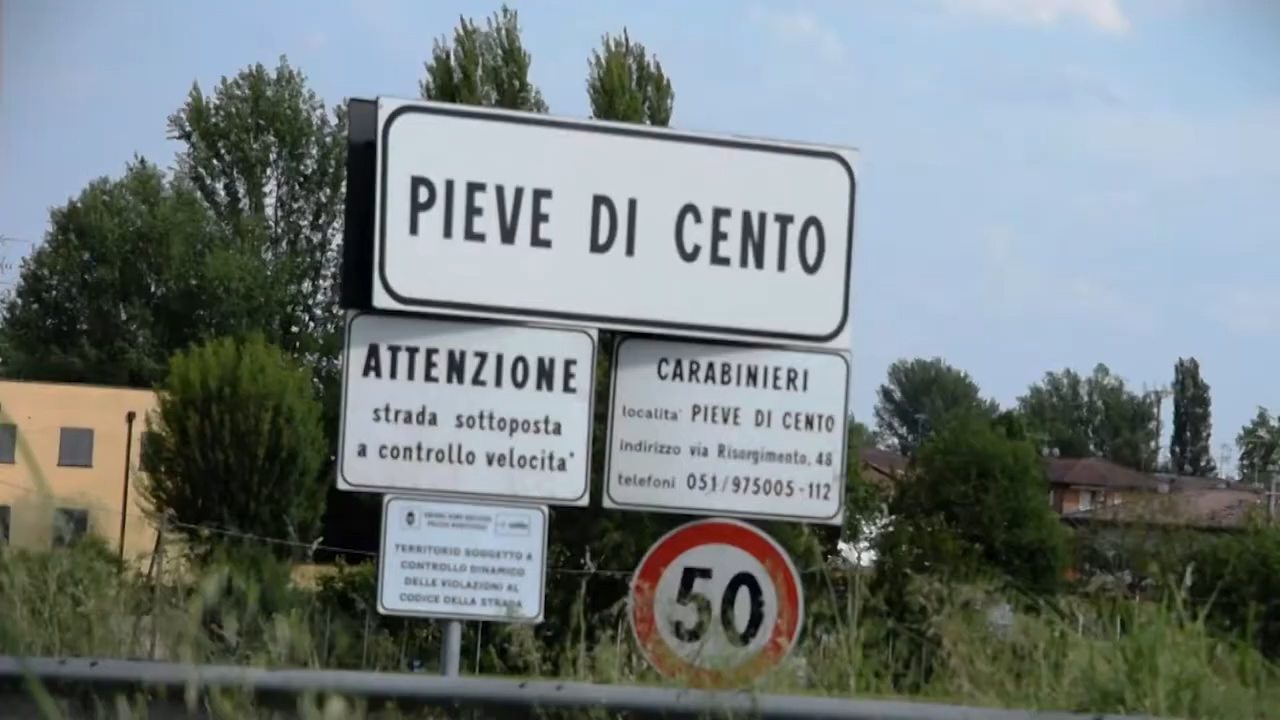 PIEVE DI CENTO
ATTENZIONE
strada sottoposta
a controllo velocita'
CARABINIERI
localita' PIEVE DI CENTO
indirizzo via Risorgimento, 48
telefoni 051/975005-112
TERRITORIO SOGGETTO A
CONTROLLO DINAMICO
DELLE VIOLAZIONI AL
CODICE DELLA STRADA
50